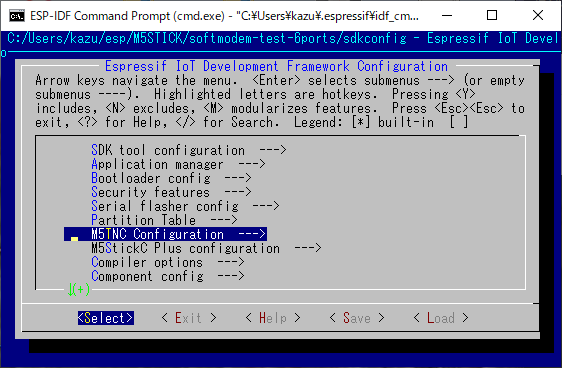 ESP-IDF Command Prompt (cmd.exe) - "C:¥Users¥kazu¥.espressif¥idf_cm...
C:/Users/kazu/esp/M5STICK/softmodem-test-6ports/sdkconfig - Espressif IoT Devel
o
Espressif IoT Development Framework Configuration
Arrow keys navigate the menu. <Enter> selects submenus ---> (or empty
submenus ----). Highlighted letters are hotkeys. Pressing <Y>
includes, <N> excludes, <M> modularizes features. Press <Esc><Esc> to
exit, <?> for Help, </> for Search. Legend: [*] built-in [ ]
SDK tool configuration --->
Application manager --->
Bootloader config --->
Security features --->
Serial flasher config --->
Partition Table --->
M5TNC Configuration --->
M5StickC Plus configuration --->
Compiler options --->
Component config --->
↓(+)
<Select> < Exit > < Help > < Save > < Load >